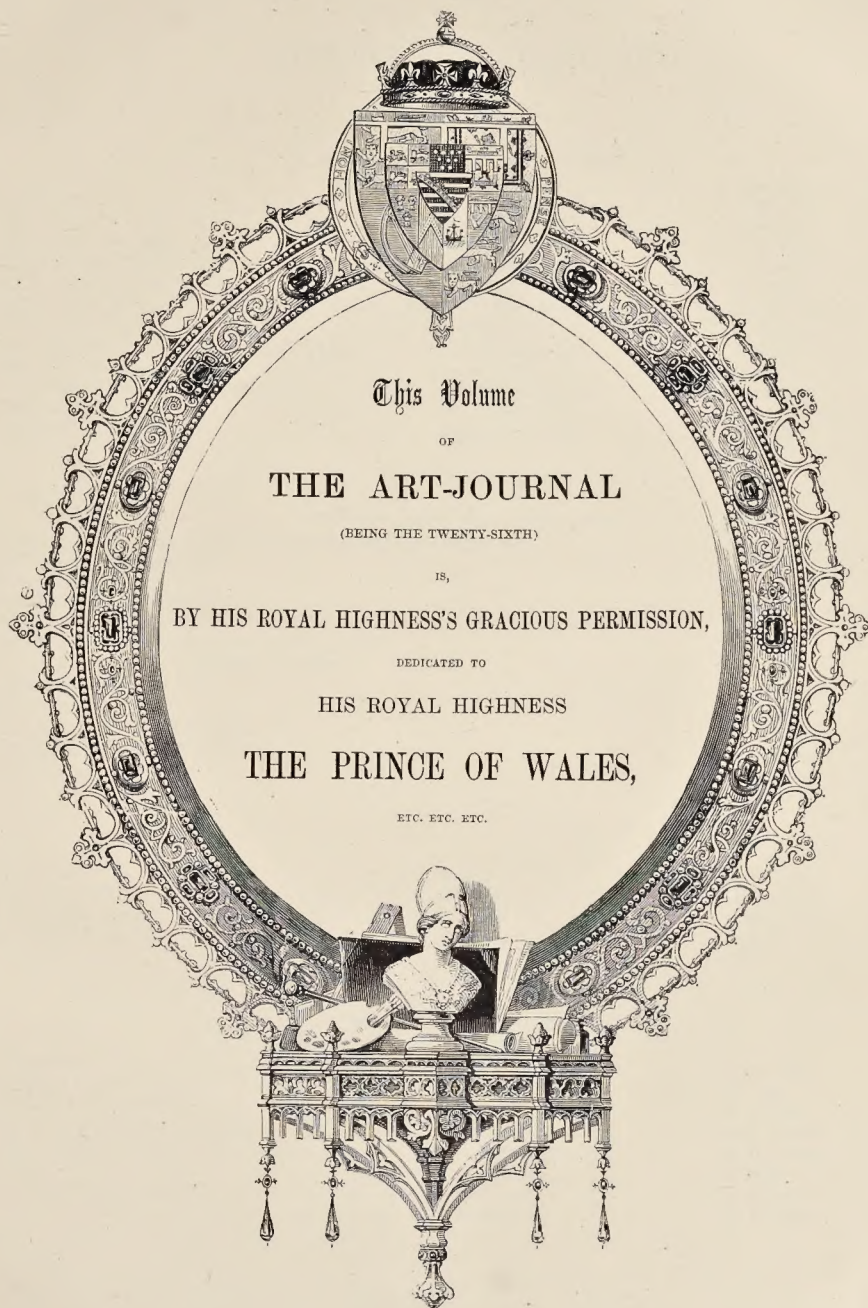 This Volume
OF
THE ART-JOURNAL
(BEING THE TWENTY-SIXTH)
IS,
BY HIS ROYAL HIGHNESS'S GRACIOUS PERMISSION,
DEDICATED TO
HIS ROYAL HIGHNESS
THE PRINCE OF WALES,
ETC. ETC. ETC.